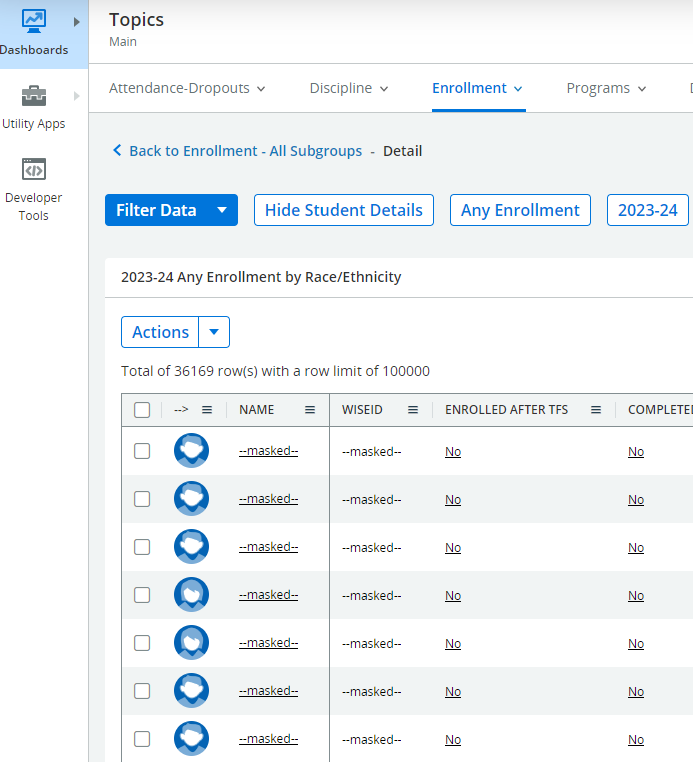 Topics
Main
Dashboards
Utility Apps
Developer
Tools
Attendance-Dropouts Discipline Enrollment Programs
Back to Enrollment - All Subgroups - Detail
Filter Data Hide Student Details Any Enrollment 2023-24
2023-24 Any Enrollment by Race/Ethnicity
Actions
Total of 36169 row(s) with a row limit of 100000
--> NAME WISEID ENROLLED AFTER TFS
--masked-- --masked-- No No
--masked-- --masked-- No No
--masked-- --masked-- No No
--masked-- --masked-- No No
--masked-- --masked-- No No
--masked-- --masked-- No No
--masked-- --masked-- No No